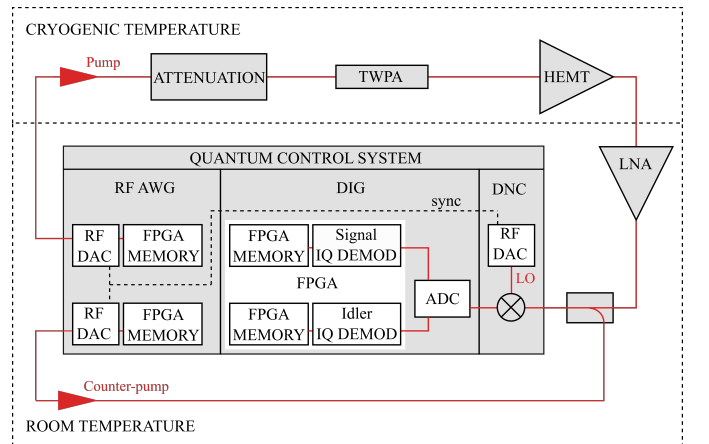 CRYOGENIC TEMPERATURE
Pump
ATTENUATION
TWPA
HEMT
LNA
QUANTUM CONTROL SYSTEM
RF AWG
DIG
DNC
sync
RF
DAC
FPGA
MEMORY
FPGA
MEMORY
Signal
IQ DEMOD
RF
DAC
FPGA
LO
ADC
RF
DAC
FPGA
MEMORY
FPGA
MEMORY
Idler
IQ DEMOD
Counter-pump
ROOM TEMPERATURE